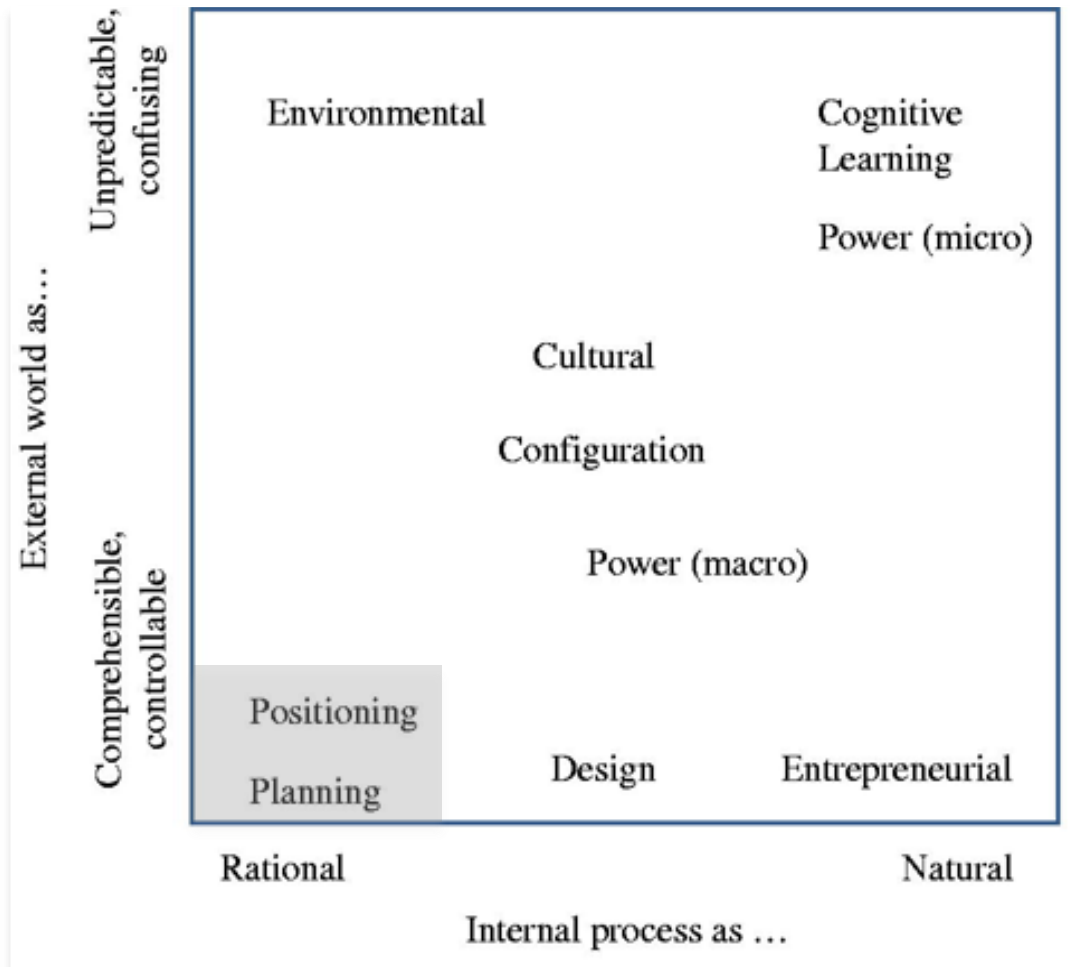 Unpredictable,
confusing
External world as…
Comprehensible,
controllable
Environmental
Cognitive
Learning
Power (micro)
Cultural
Configuration
Power (macro)
Positioning
Planning
Design
Entrepreneurial
Rational
Natural
Internal process as …